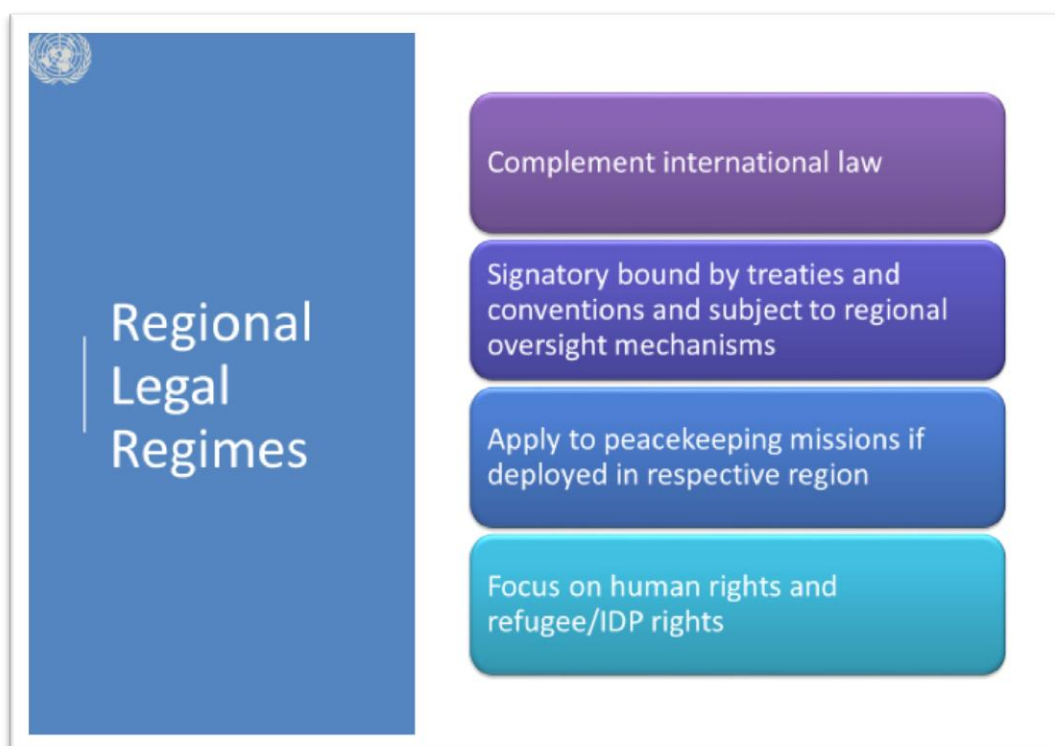 Regional
Legal
Regimes
Complement international law
Signatory bound by treaties and
conventions and subject to regional
oversight mechanisms
Apply to peacekeeping missions if
deployed in respective region
Focus on human rights and
refugee/IDP rights